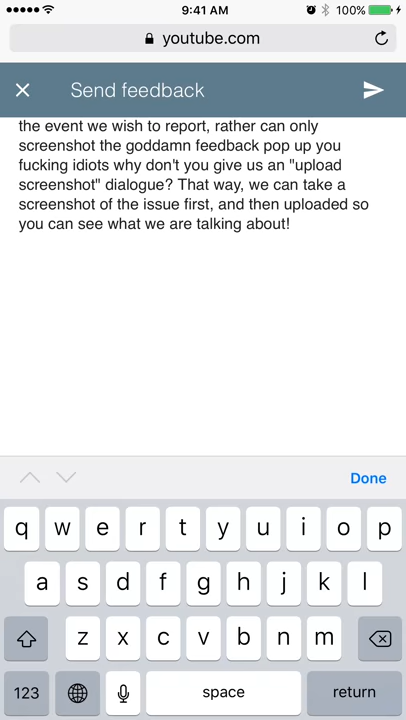 9:41 AM
100%
youtube.com
Send feedback
the event we wish to report, rather can only
screenshot the goddamn feedback pop up you
fucking idiots why don't you give us an "upload
screenshot" dialogue? That way, we can take a
screenshot of the issue first, and then uploaded so
you can see what we are talking about!
Done
q w e r t y u i o p
a s d f g h j k l
z x c v b n m
123 space return